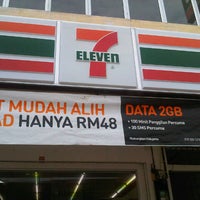 7
ELEVEN
T MUDAH ALIH
AD HANYA RM48
DATA 2GB
+ 100 Minit Panggilan Percuma
+ 30 SMS Percuma